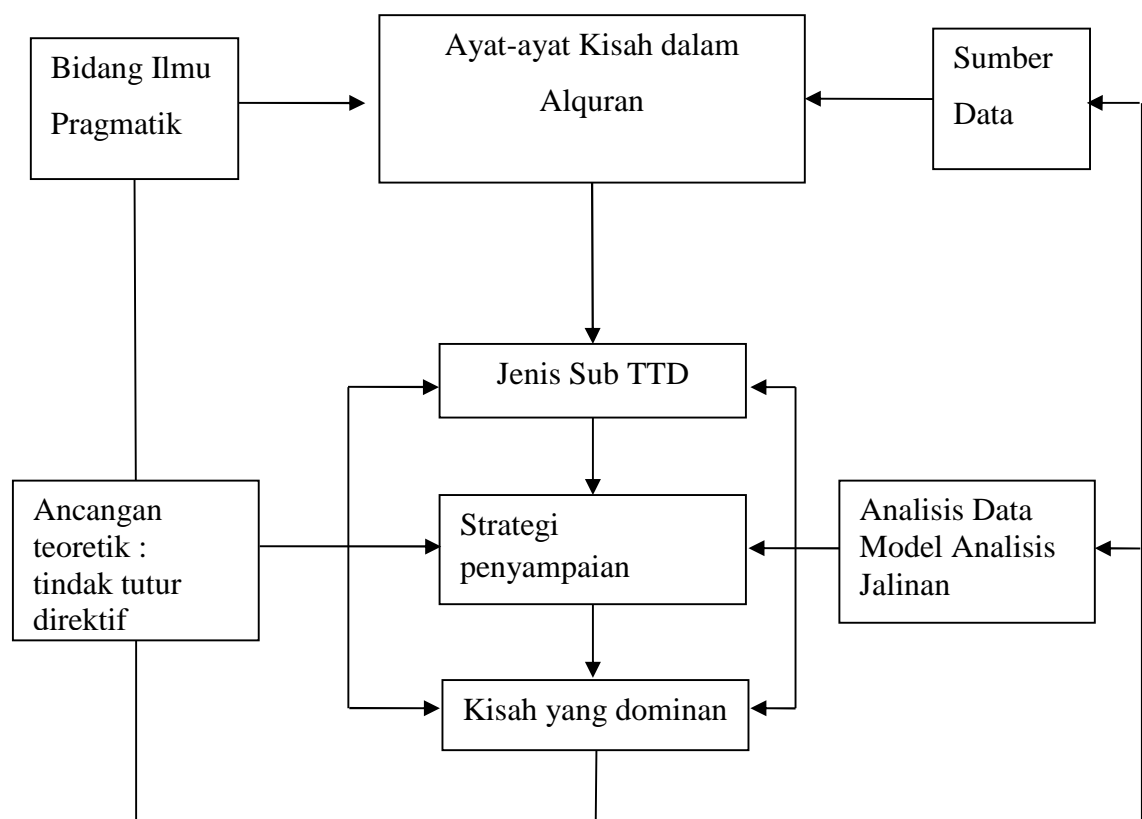 Bidang Ilmu
Pragmatik
Ayat-ayat Kisah dalam
Alquran
Sumber
Data
Jenis Sub TTD
Ancangan
teoretik :
tindak tutur
direktif
Strategi
penyampaian
Analisis Data
Model Analisis
Jalinan
Kisah yang dominan